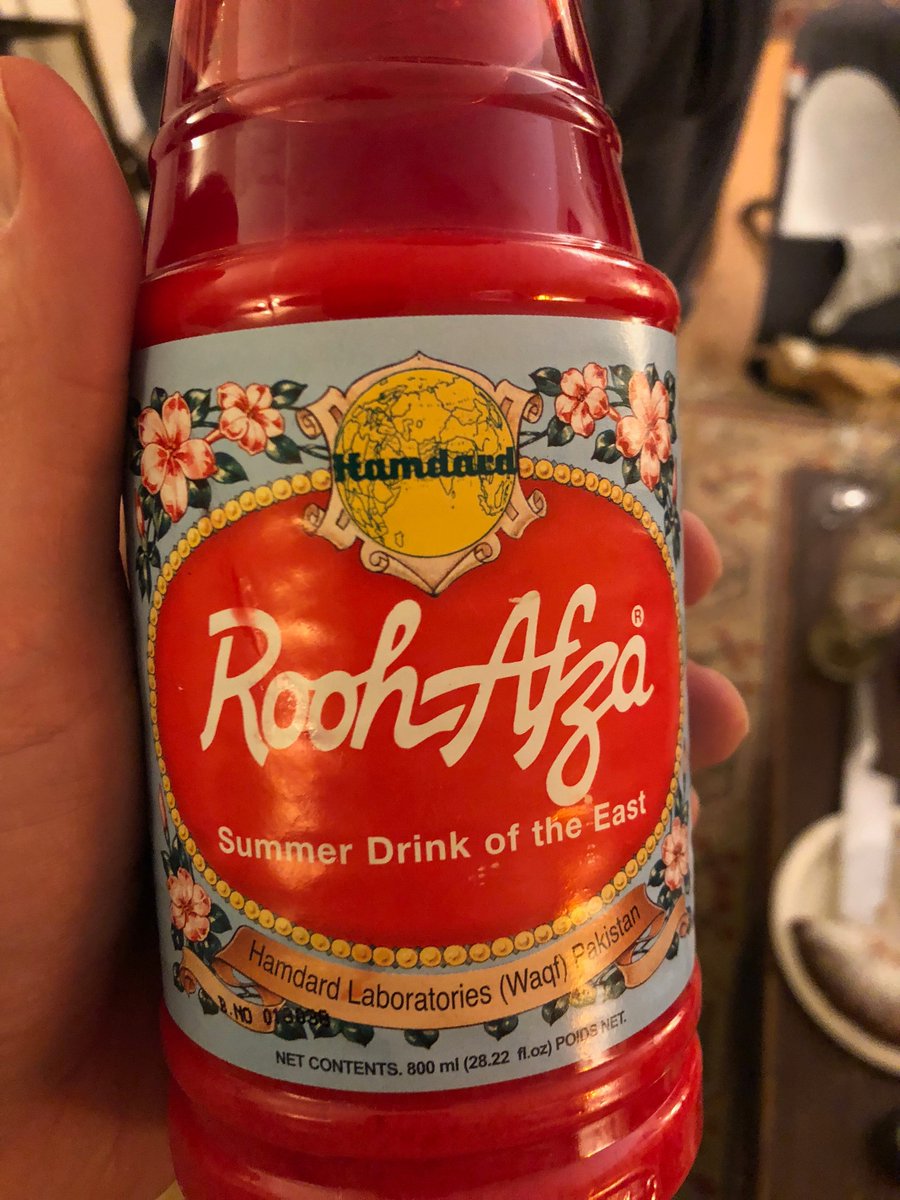 Hamdard
Rooh-Afza®
Summer Drink of the East
Hamdard Laboratories (Waqf) Pakistan
B.NO
NET CONTENTS. 800 ml (28.22 fl.oz) POIDS NET.